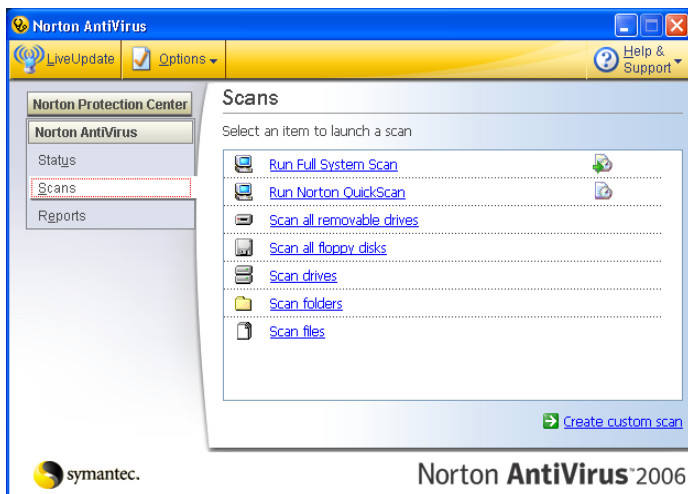 Norton AntiVirus
LiveUpdate
Options
Help &
Support
Norton Protection Center
Norton AntiVirus
Status
Scans
Reports
Scans
Select an item to launch a scan
Run Full System Scan
Run Norton QuickScan
Scan all removable drives
Scan all floppy disks
Scan drives
Scan folders
Scan files
Create custom scan
symantec.
Norton AntiVirus™ 2006